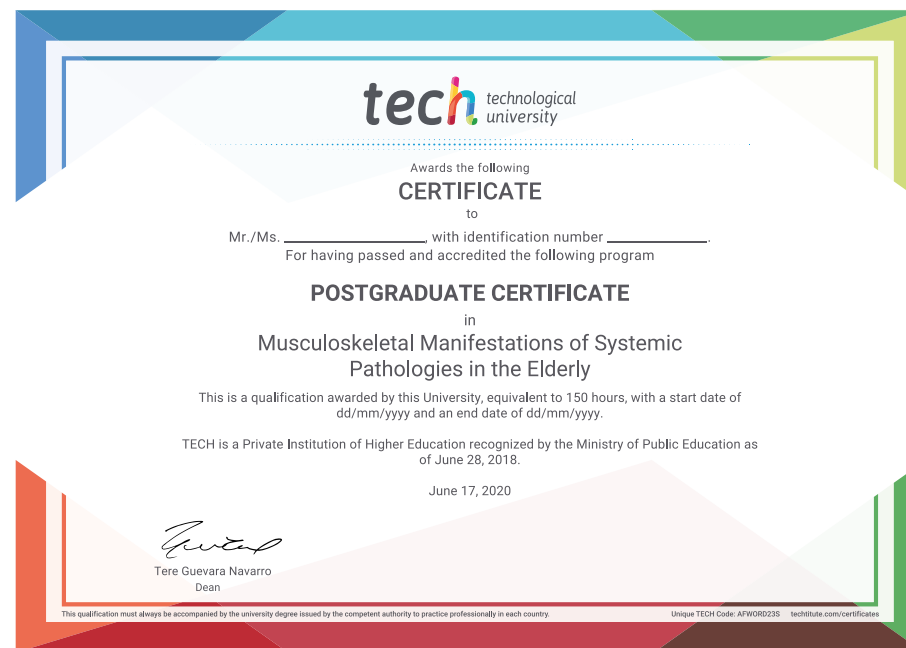 tech technological
university
Awards the following
CERTIFICATE
to
Mr./Ms. ____________________, with identification number ______________.
For having passed and accredited the following program
POSTGRADUATE CERTIFICATE
in
Musculoskeletal Manifestations of Systemic
Pathologies in the Elderly
This is a qualification awarded by this University, equivalent to 150 hours, with a start date of
dd/mm/yyyy and an end date of dd/mm/yyyy.
TECH is a Private Institution of Higher Education recognized by the Ministry of Public Education as
of June 28, 2018.
June 17, 2020
Tere Guevara Navarro
Dean
This qualification must always be accompanied by the university degree issued by the competent authority to practice professionally in each country.
Unique TECH Code: AFWORD23S techtitute.com/certificates